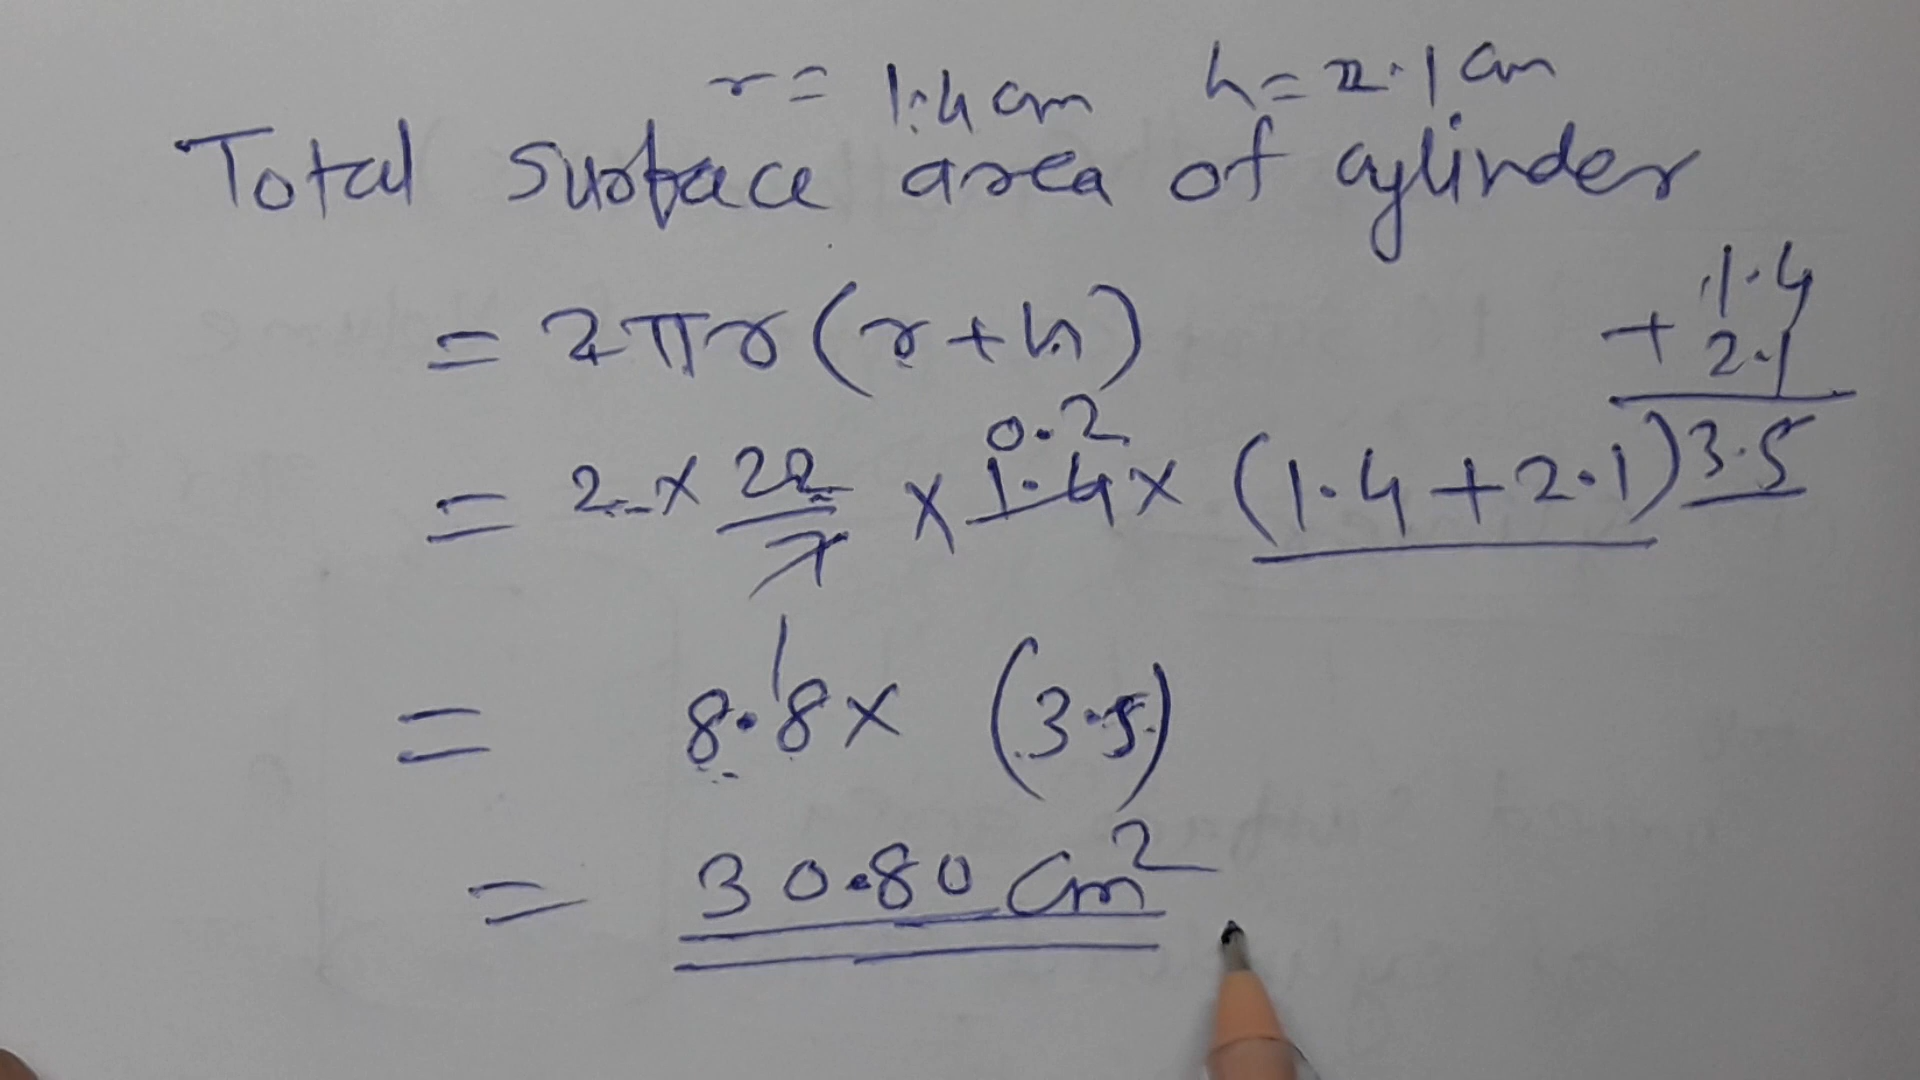 r = 1.4 cm h = 2.1 cm
Total surface area of cylinder
= 2πr (r + h)
1.4
+ 2.1
3.5
0.2
= 2 × 22/7 × 1.4 × (1.4 + 2.1)
1
= 8.8 × (3.5)
= 30.80 cm²